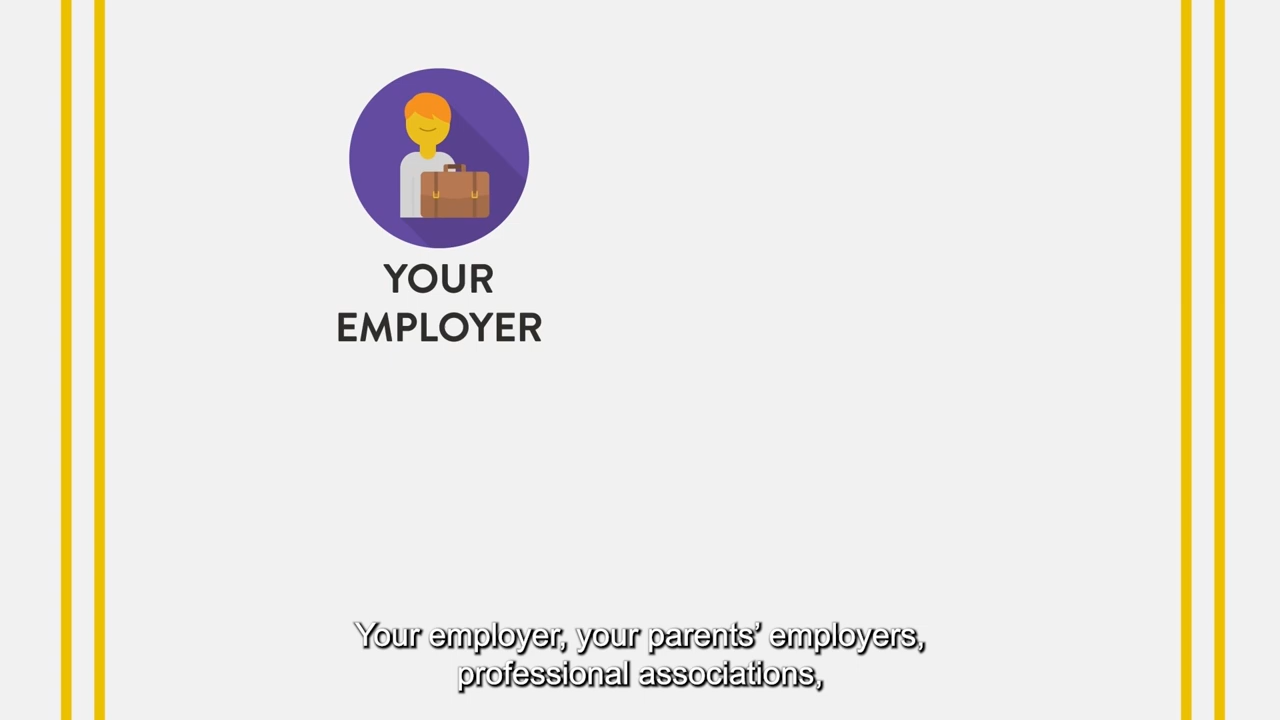 YOUR
EMPLOYER
Your employer, your parents’ employers,
professional associations,